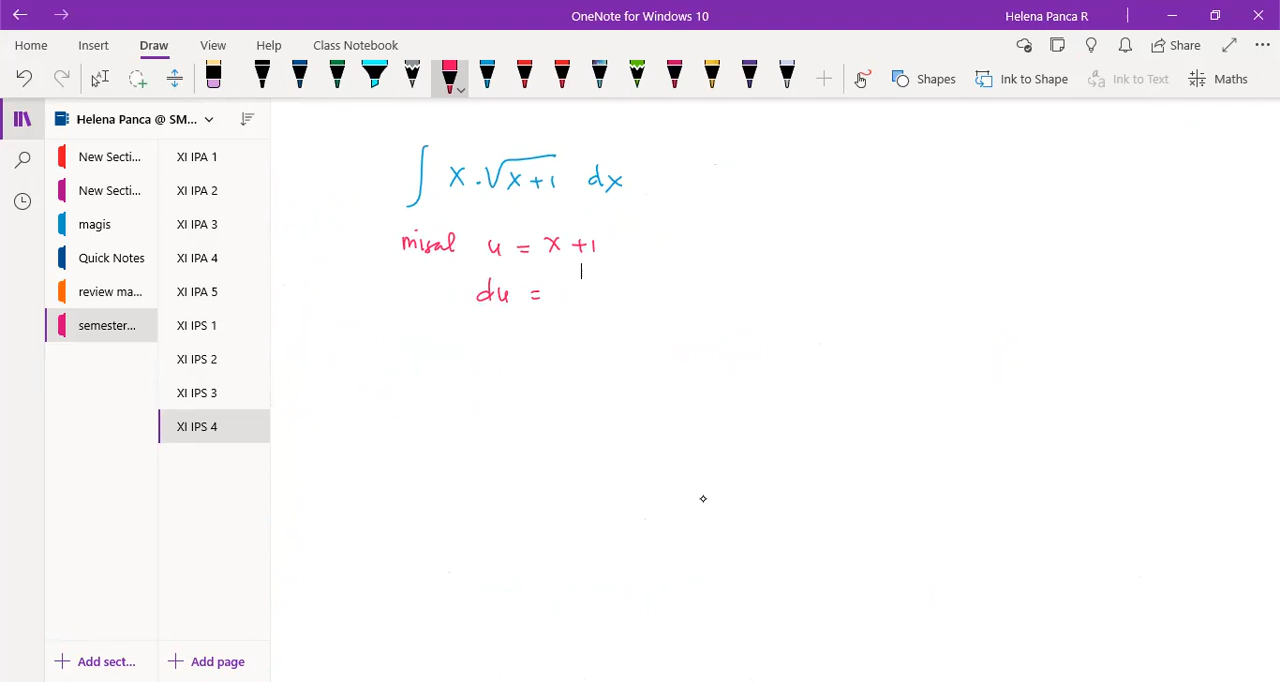 OneNote for Windows 10
Helena Panca R
Home Insert Draw View Help Class Notebook
Share
Shapes Ink to Shape Ink to Text Maths
Helena Panca @ SM...
New Secti...
New Secti...
magis
Quick Notes
review ma...
semester...
XI IPA 1
XI IPA 2
XI IPA 3
XI IPA 4
XI IPA 5
XI IPS 1
XI IPS 2
XI IPS 3
XI IPS 4
Add sect...
Add page
∫ x . √x+1 dx
misal u = x +1
du =